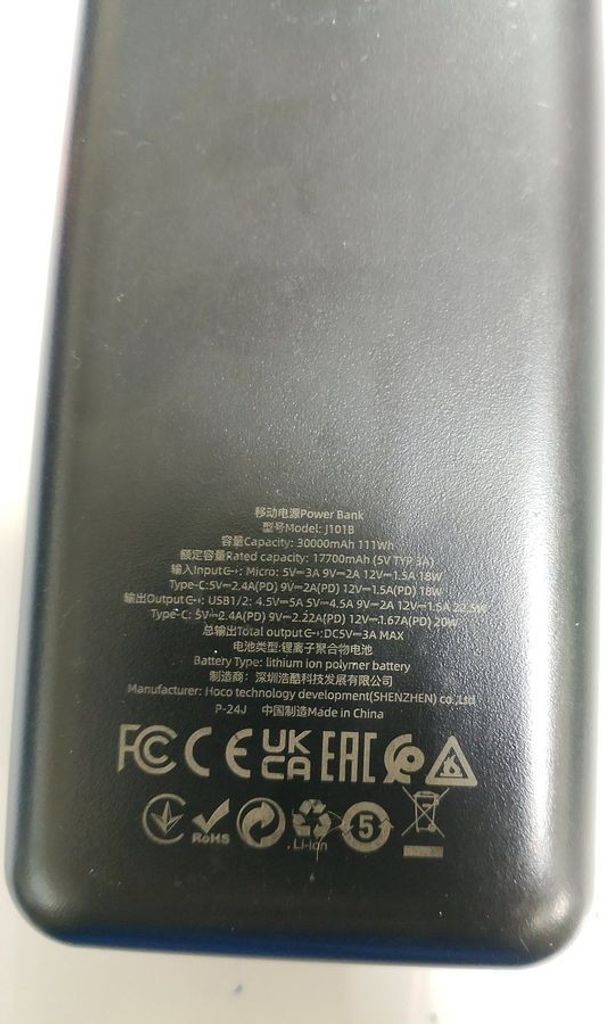 移动电源Power Bank
型号Model: J101B
容量Capacity: 30000mAh 111Wh
额定容量Rated capacity: 17700mAh (5V TYP 3A)
输入Input: Micro: 5V⎓3A 9V⎓2A 12V⎓1.5A 18W
Type-C:5V⎓2.4A(PD) 9V⎓2A(PD) 12V⎓1.5A(PD) 18W
输出Output: USB1/2: 4.5V⎓5A 5V⎓4.5A 9V⎓2A 12V⎓1.5A 22.5W
Type-C: 5V⎓2.4A(PD) 9V⎓2.22A(PD) 12V⎓1.67A(PD) 20W
总输出Total output:DC5V⎓3A MAX
电池类型:锂离子聚合物电池
Battery Type: lithium ion polymer battery
制造商：深圳浩酷科技发展有限公司
Manufacturer: Hoco technology development(SHENZHEN) co.,Ltd
P-24J 中国制造Made in China
FC CE UK CA EAC 16
RoHS Li-ion 5